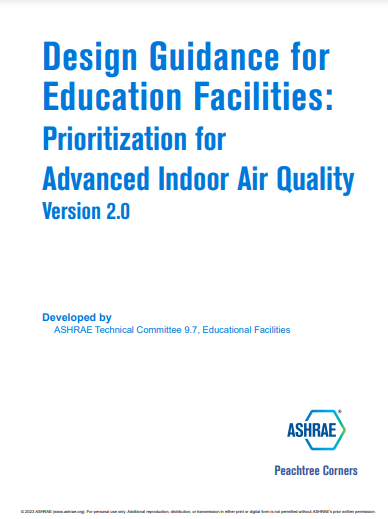 Design Guidance for
Education Facilities:
Prioritization for
Advanced Indoor Air Quality
Version 2.0
Developed by
ASHRAE Technical Committee 9.7, Educational Facilities
ASHRAE®
Peachtree Corners
© 2023 ASHRAE (www.ashrae.org). For personal use only. Additional reproduction, distribution, or transmission in either print or digital form is not permitted without ASHRAE's prior written permission.